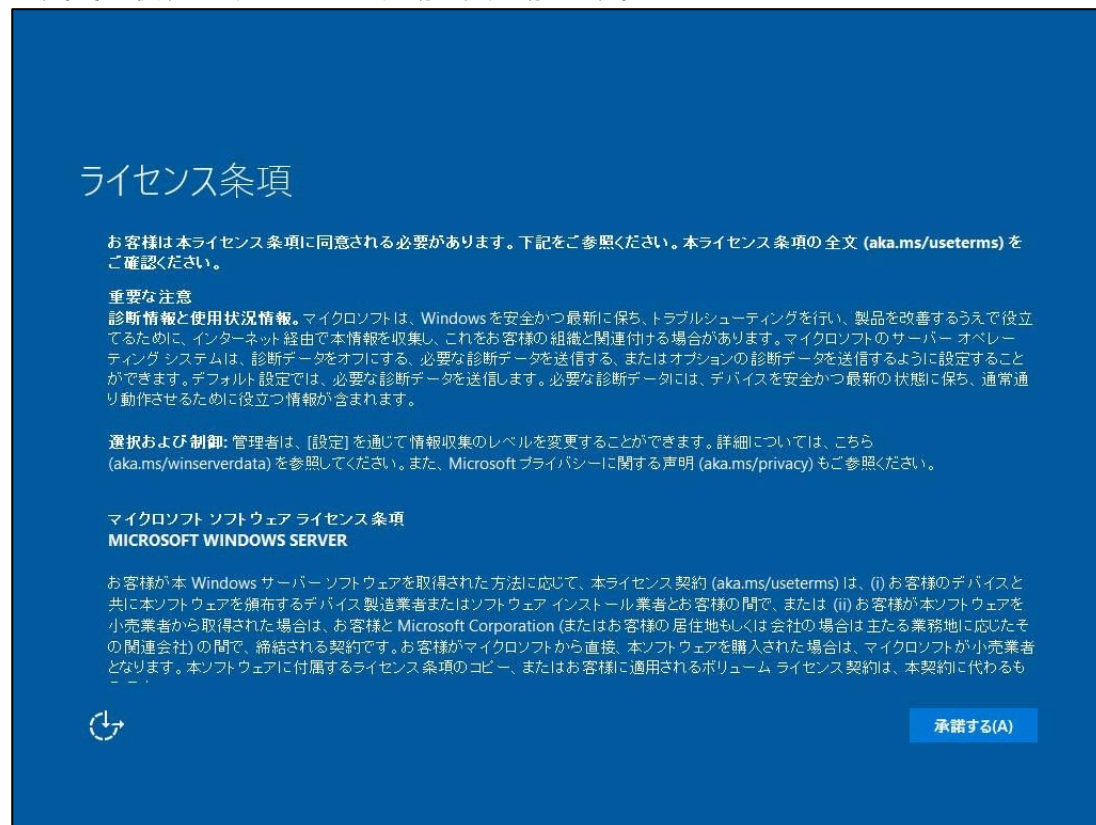 ライセンス条項
お客様は本ライセンス条項に同意される必要があります。下記をご参照ください。本ライセンス条項の全文 (aka.ms/useterms) を
ご確認ください。
重要な注意
診断情報と使用状況情報。マイクロソフトは、Windows を安全かつ最新に保ち、トラブルシューティングを行い、製品を改善するうえで役立
てるために、インターネット経由で本情報を収集し、これをお客様の組織と関連付ける場合があります。マイクロソフトのサーバー オペレー
ティング システムは、診断データをオフにする、必要な診断データを送信する、またはオプションの診断データを送信するように設定すること
ができます。デフォルト設定では、必要な診断データを送信します。必要な診断データには、デバイスを安全かつ最新の状態に保ち、通常通
り動作させるために役立つ情報が含まれます。
選択および制御: 管理者は、[設定] を通じて情報収集のレベルを変更することができます。詳細については、こちら
(aka.ms/winserverdata) を参照してください。また、Microsoft プライバシーに関する声明 (aka.ms/privacy) もご参照ください。
マイクロソフト ソフトウェア ライセンス条項
MICROSOFT WINDOWS SERVER
お客様が本 Windows サーバー ソフトウェアを取得された方法に応じて、本ライセンス契約 (aka.ms/useterms) は、(i) お客様のデバイスと
共に本ソフトウェアを頒布するデバイス製造業者またはソフトウェア インストール業者とお客様の間で、または (ii) お客様が本ソフトウェアを
小売業者から取得された場合は、お客様と Microsoft Corporation (またはお客様の居住地もしくは会社の場合は主たる業務地に応じたそ
の関連会社) の間で、締結される契約です。お客様がマイクロソフトから直接、本ソフトウェアを購入された場合は、マイクロソフトが小売業者
となります。本ソフトウェアに付属するライセンス条項のコピー、またはお客様に適用されるボリューム ライセンス契約は、本契約に代わるも
承諾する(A)